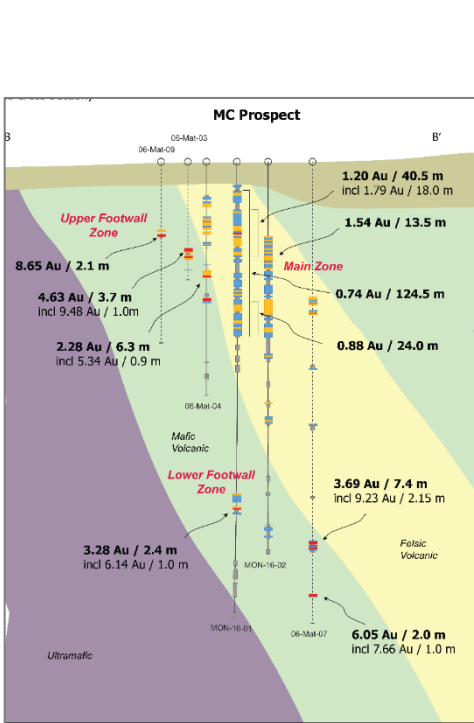 MC Prospect
B
B'
06-Mat-03
06-Mat-09
1.20 Au / 40.5 m
incl 1.79 Au / 18.0 m
Upper Footwall
Zone
1.54 Au / 13.5 m
8.65 Au / 2.1 m
Main Zone
4.63 Au / 3.7 m
incl 9.48 Au / 1.0m
0.74 Au / 124.5 m
2.28 Au / 6.3 m
incl 5.34 Au / 0.9 m
0.88 Au / 24.0 m
06-Mat-04
Mafic
Volcanic
Lower Footwall
Zone
3.69 Au / 7.4 m
incl 9.23 Au / 2.15 m
3.28 Au / 2.4 m
incl 6.14 Au / 1.0 m
Felsic
Volcanic
MON-16-02
MON-16-01
06-Mat-07
6.05 Au / 2.0 m
incl 7.66 Au / 1.0 m
Ultramafic